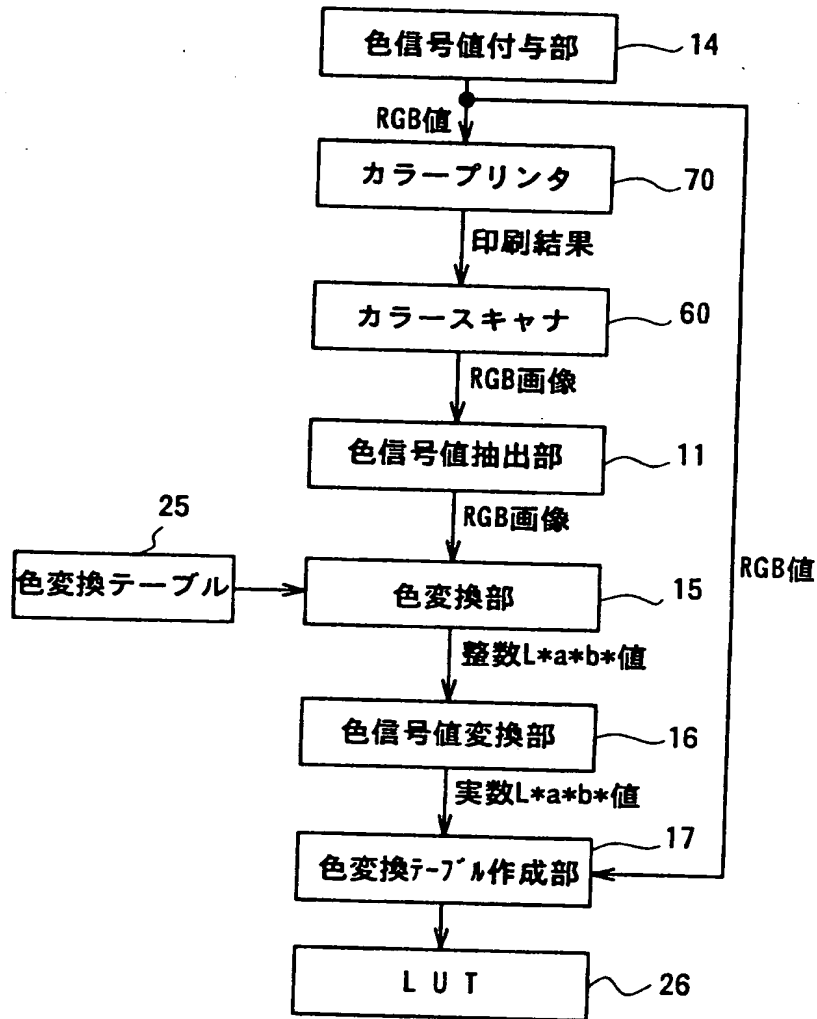 色信号値付与部
14
RGB値
カラープリンタ
70
印刷結果
カラースキャナ
60
RGB画像
色信号値抽出部
11
RGB画像
25
色変換テーブル
色変換部
15
RGB値
整数L*a*b*値
色信号値変換部
16
実数L*a*b*値
17
色変換ﾃｰﾌﾞﾙ作成部
LUT
26